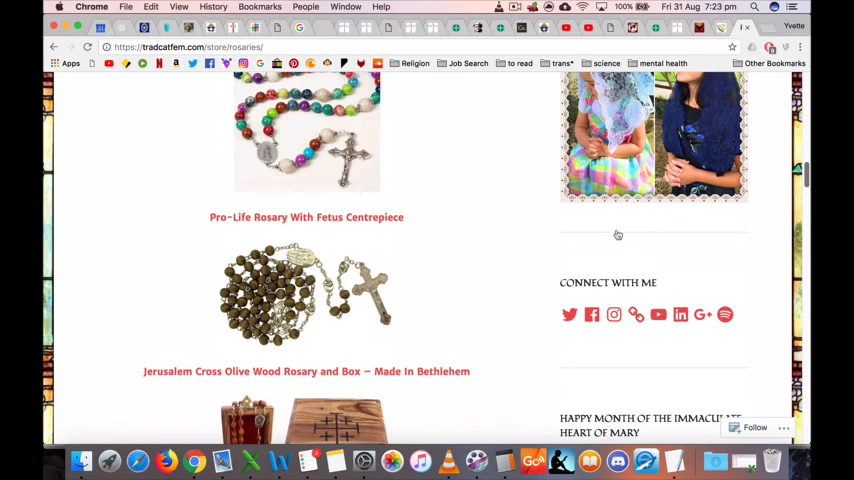 Chrome File Edit View History Bookmarks People Window Help
100% Fri 31 Aug 7:23 pm
Yvette
https://tradcatfem.com/store/rosaries/
Apps Religion Job Search to read trans* science mental health Other Bookmarks
Pro-Life Rosary With Fetus Centrepiece
Jerusalem Cross Olive Wood Rosary and Box – Made In Bethlehem
CONNECT WITH ME
HAPPY MONTH OF THE IMMACULATE
HEART OF MARY
Follow